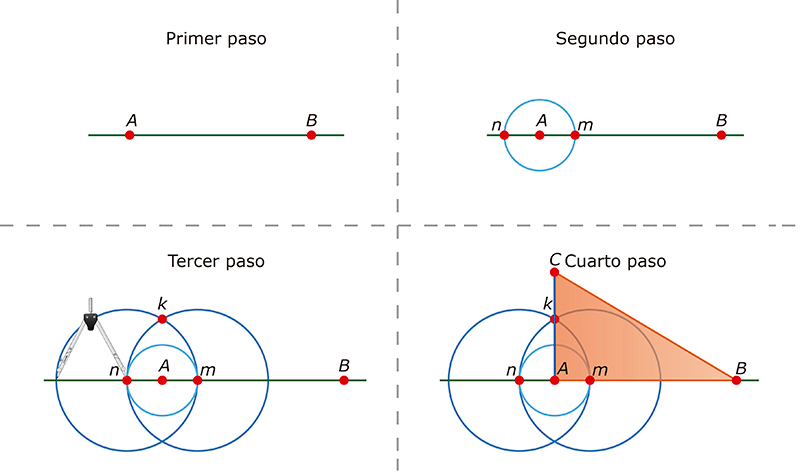 Primer paso
A B
Segundo paso
n A m B
Tercer paso
k
n A m B
C Cuarto paso
k
n A m B